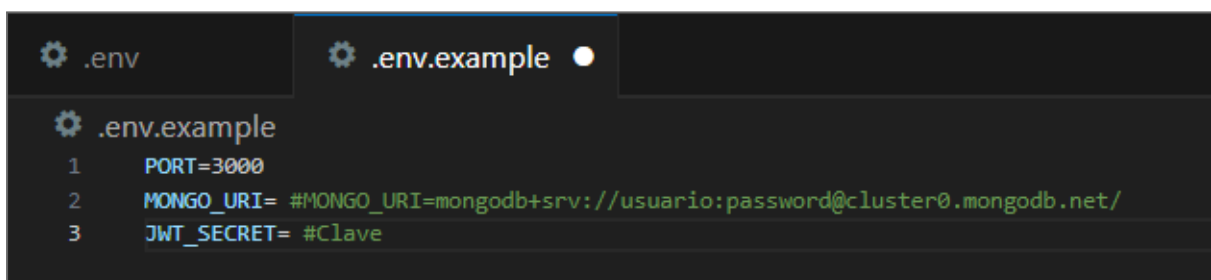 .env .env.example
.env.example
1 PORT=3000
2 MONGO_URI= #MONGO_URI=mongodb+srv://usuario:password@cluster0.mongodb.net/
3 JWT_SECRET= #Clave